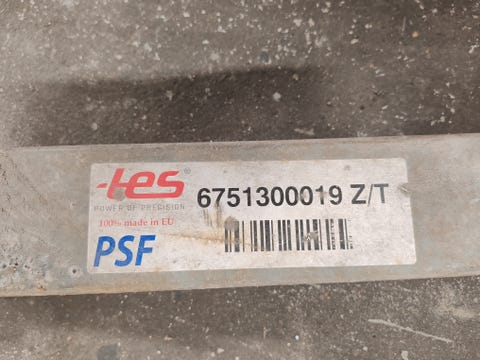 tes®
POWER OF PRECISION
100% made in EU
PSF
6751300019 Z/T